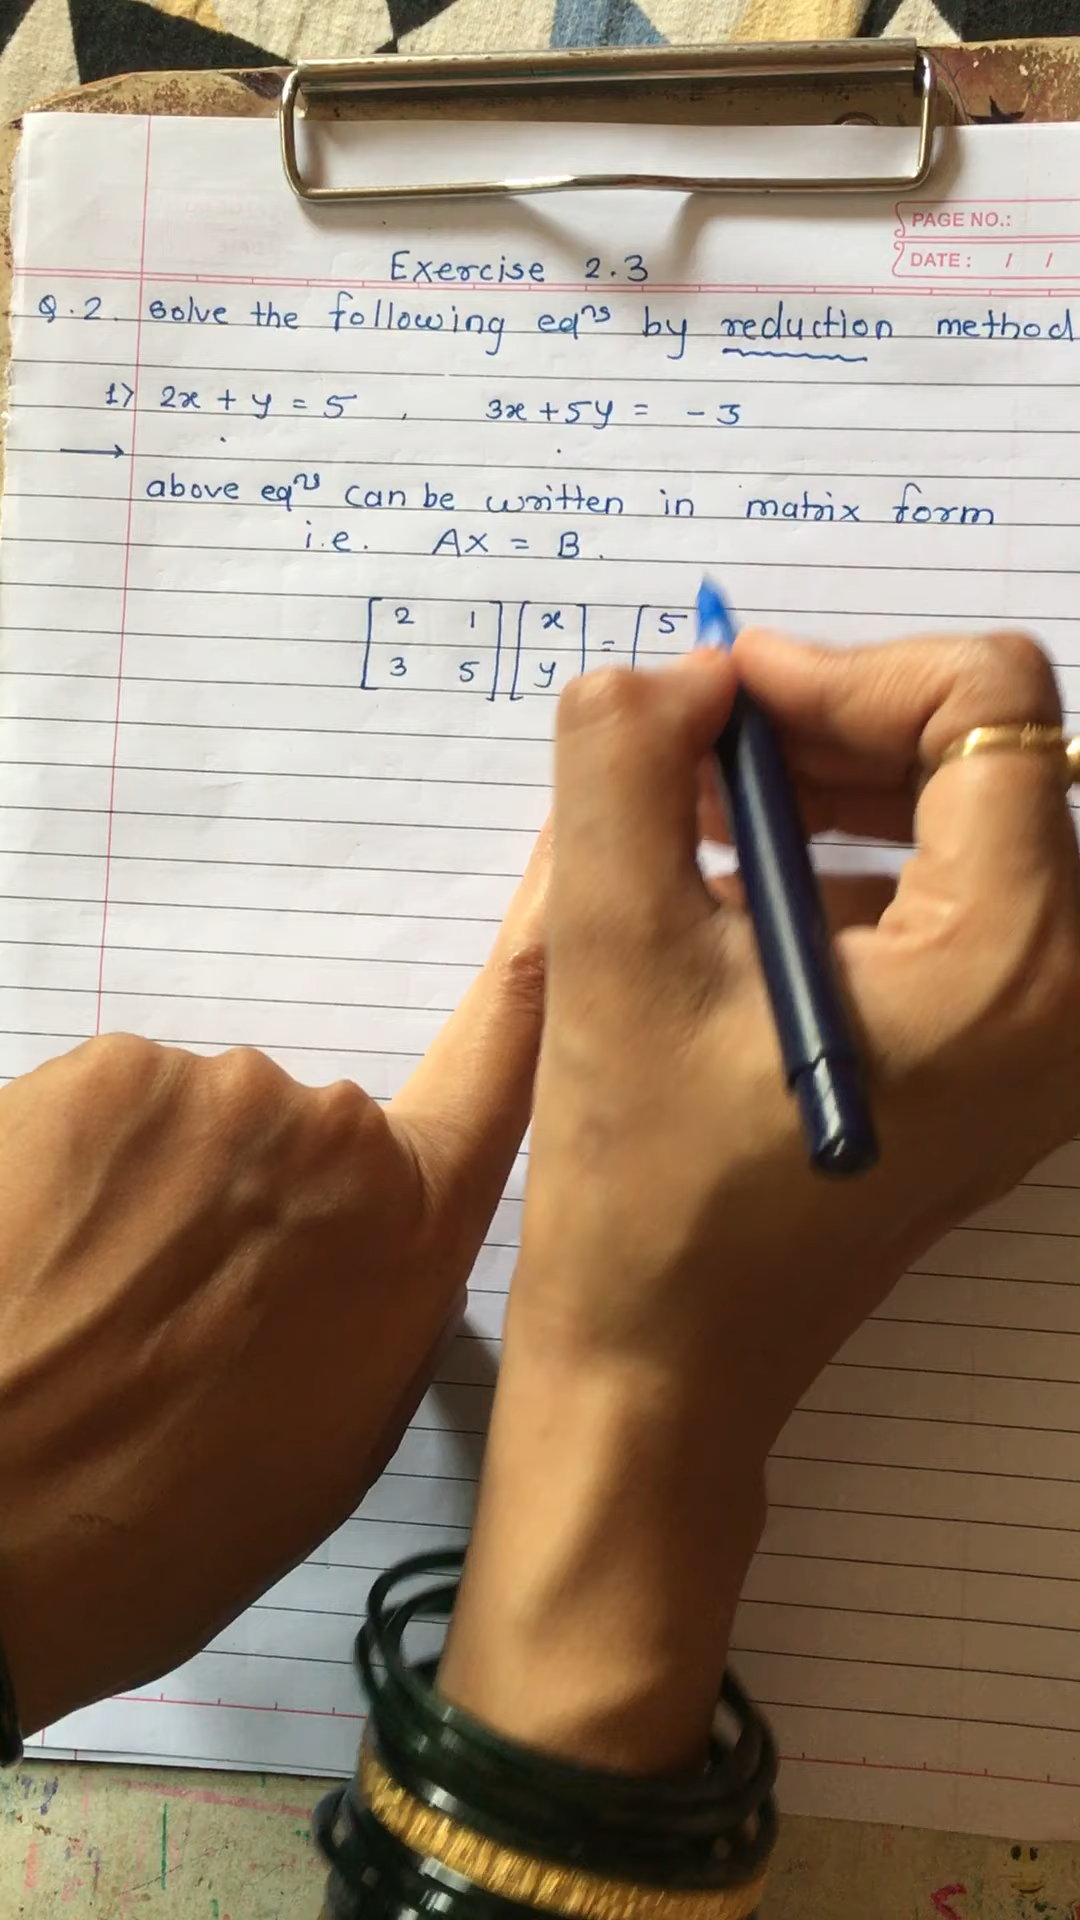 PAGE NO.:
DATE: / /
Exercise 2.3
Q.2. Solve the following eqns by reduction method
1) 2x + y = 5 , 3x + 5y = -3
→
above eqns can be written in matrix form
i.e. AX = B.
[2 1] [x] = [5
[3 5] [y]